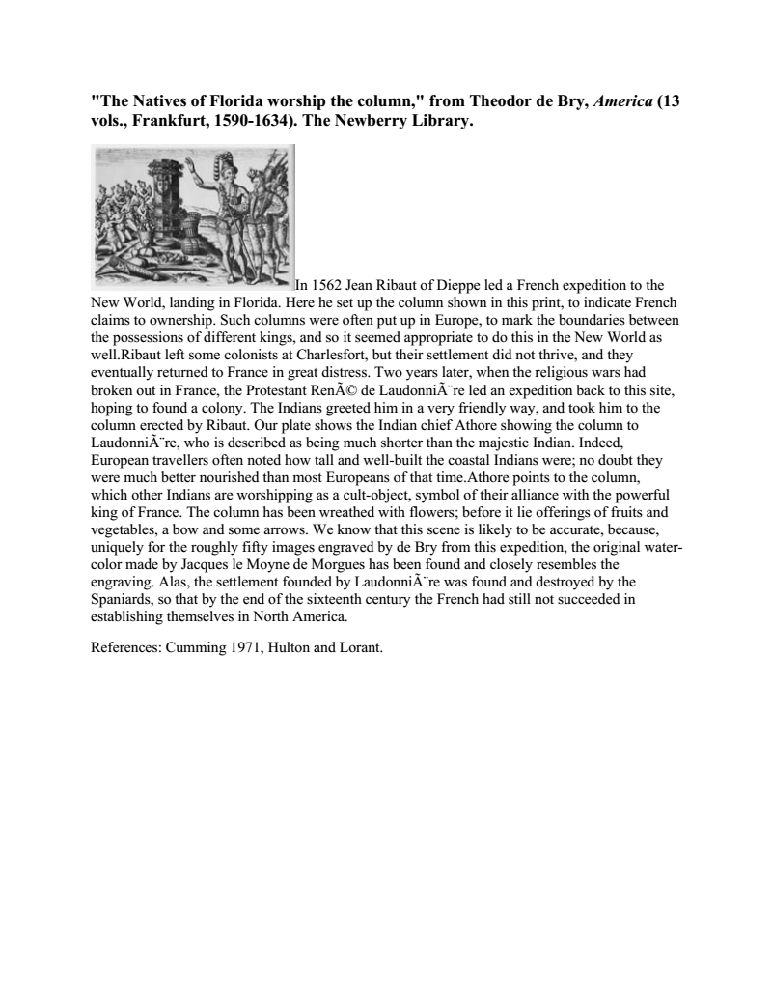 "The Natives of Florida worship the column," from Theodor de Bry, America (13
vols., Frankfurt, 1590-1634). The Newberry Library.
In 1562 Jean Ribaut of Dieppe led a French expedition to the
New World, landing in Florida. Here he set up the column shown in this print, to indicate French
claims to ownership. Such columns were often put up in Europe, to mark the boundaries between
the possessions of different kings, and so it seemed appropriate to do this in the New World as
well.Ribaut left some colonists at Charlesfort, but their settlement did not thrive, and they
eventually returned to France in great distress. Two years later, when the religious wars had
broken out in France, the Protestant RenÃ© de LaudonniÃ¨re led an expedition back to this site,
hoping to found a colony. The Indians greeted him in a very friendly way, and took him to the
column erected by Ribaut. Our plate shows the Indian chief Athore showing the column to
LaudonniÃ¨re, who is described as being much shorter than the majestic Indian. Indeed,
European travellers often noted how tall and well-built the coastal Indians were; no doubt they
were much better nourished than most Europeans of that time.Athore points to the column,
which other Indians are worshipping as a cult-object, symbol of their alliance with the powerful
king of France. The column has been wreathed with flowers; before it lie offerings of fruits and
vegetables, a bow and some arrows. We know that this scene is likely to be accurate, because,
uniquely for the roughly fifty images engraved by de Bry from this expedition, the original water-
color made by Jacques le Moyne de Morgues has been found and closely resembles the
engraving. Alas, the settlement founded by LaudonniÃ¨re was found and destroyed by the
Spaniards, so that by the end of the sixteenth century the French had still not succeeded in
establishing themselves in North America.
References: Cumming 1971, Hulton and Lorant.